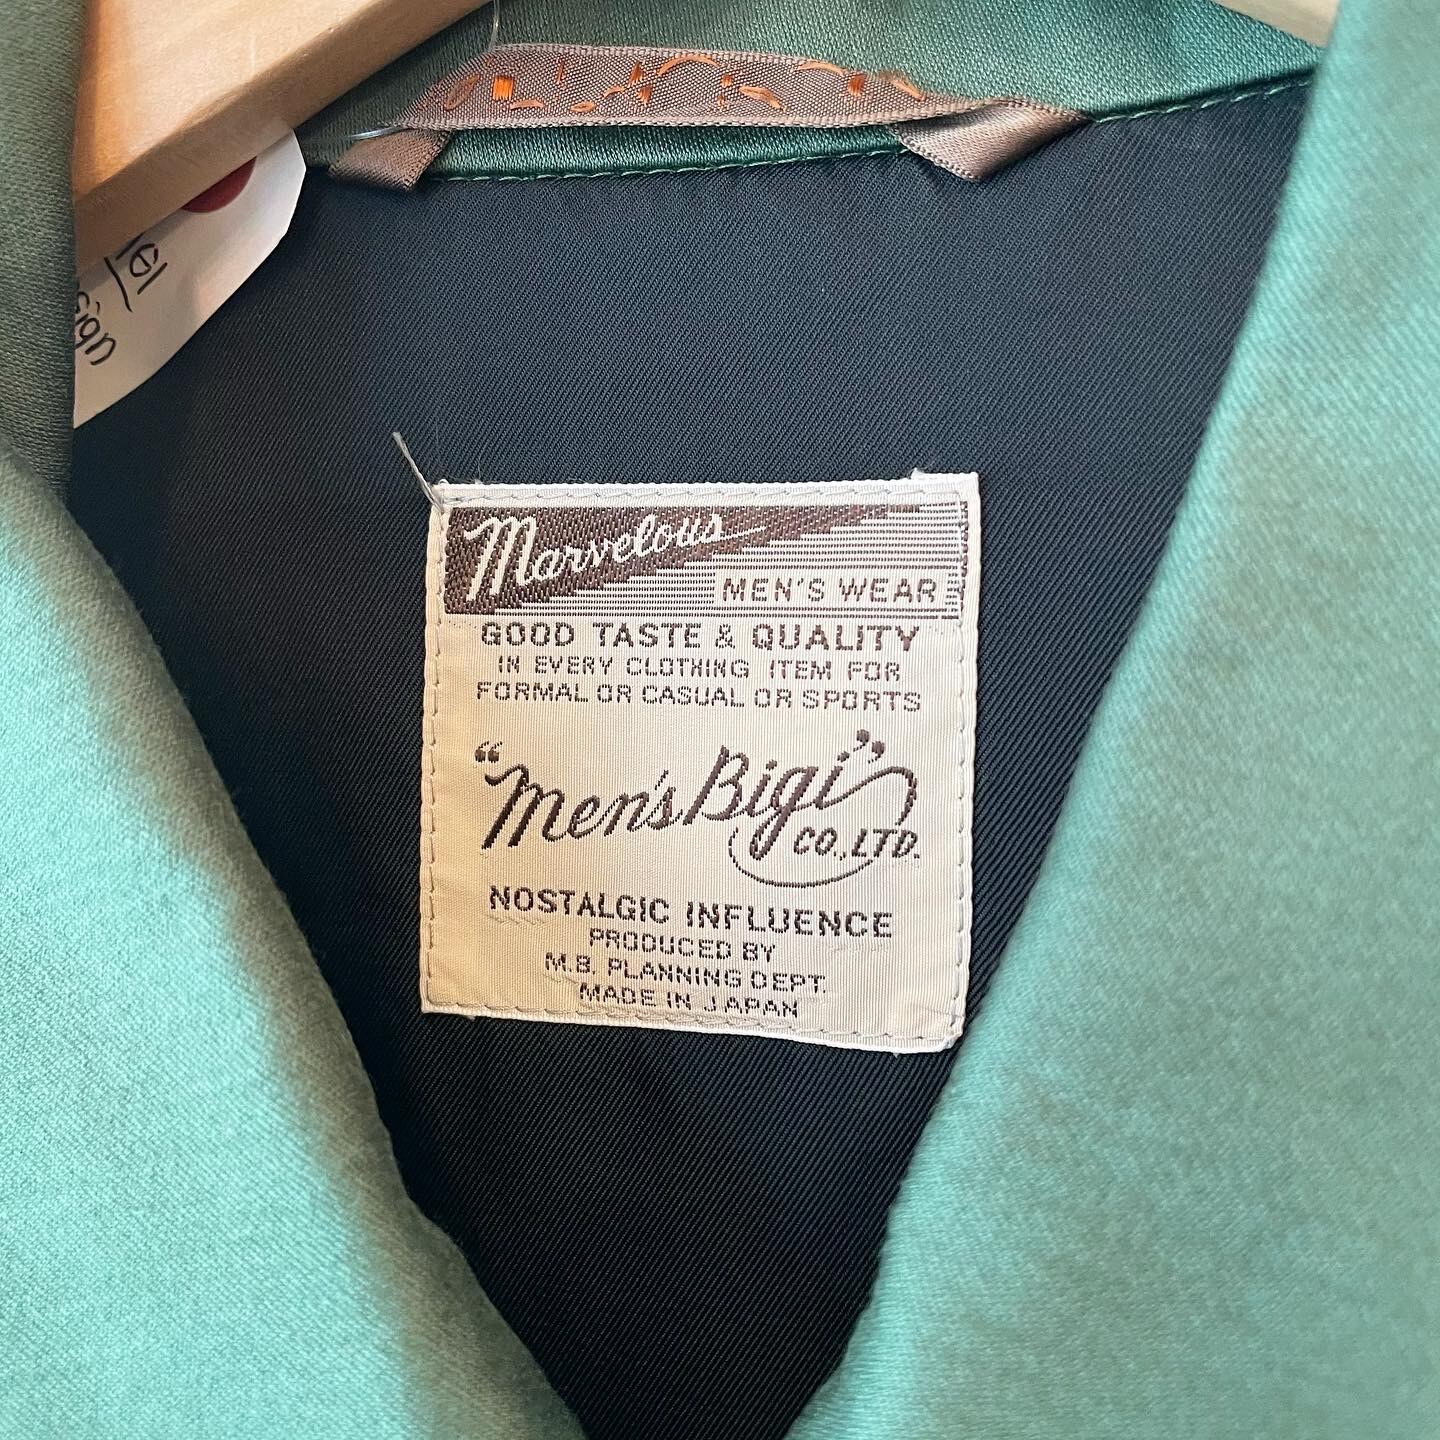 Marvelous
MEN'S WEAR
GOOD TASTE & QUALITY
IN EVERY CLOTHING ITEM FOR
FORMAL OR CASUAL OR SPORTS
"Men's Bigi"
CO., LTD.
NOSTALGIC INFLUENCE
PRODUCED BY
M.B. PLANNING DEPT.
MADE IN JAPAN